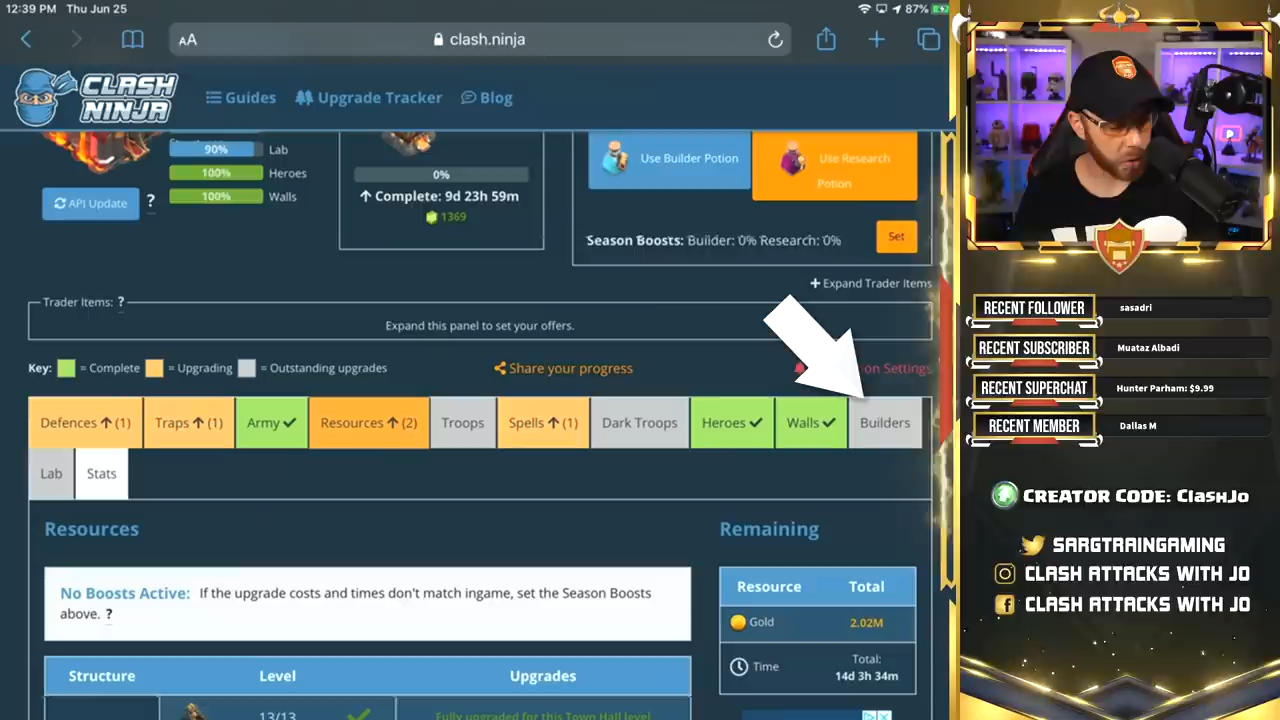 12:39 PM Thu Jun 25
87%
AA
clash.ninja
CLASH NINJA
Guides
Upgrade Tracker
Blog
90% Lab
100% Heroes
100% Walls
API Update ?
0%
Complete: 9d 23h 59m
1369
Use Builder Potion
Use Research
Potion
Season Boosts: Builder: 0% Research: 0%
Set
Expand Trader Items
Trader Items: ?
Expand this panel to set your offers.
Key: = Complete = Upgrading = Outstanding upgrades
Share your progress
on Settings
Defences ↑ (1)
Traps ↑ (1)
Army ✓
Resources ↑ (2)
Troops
Spells ↑ (1)
Dark Troops
Heroes ✓
Walls ✓
Builders
Lab
Stats
Resources
No Boosts Active: If the upgrade costs and times don't match ingame, set the Season Boosts
above. ?
Structure Level Upgrades
13/13
Fully upgraded for this Town Hall level
Remaining
Resource Total
Gold 2.02M
Time Total:
14d 3h 34m
RECENT FOLLOWER sasadri
RECENT SUBSCRIBER Muataz Albadi
RECENT SUPERCHAT Hunter Parham: $9.99
RECENT MEMBER Dallas M
CREATOR CODE: ClashJo
SARGTRAINGAMING
CLASH ATTACKS WITH JO
CLASH ATTACKS WITH JO